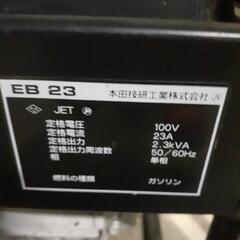 EB 23 本田技研工業株式会社
JET
定格電圧 100V
定格電流 23A
定格出力 2.3kVA
定格出力周波数 50/60Hz
相 単相
燃料の種類 ガソリン